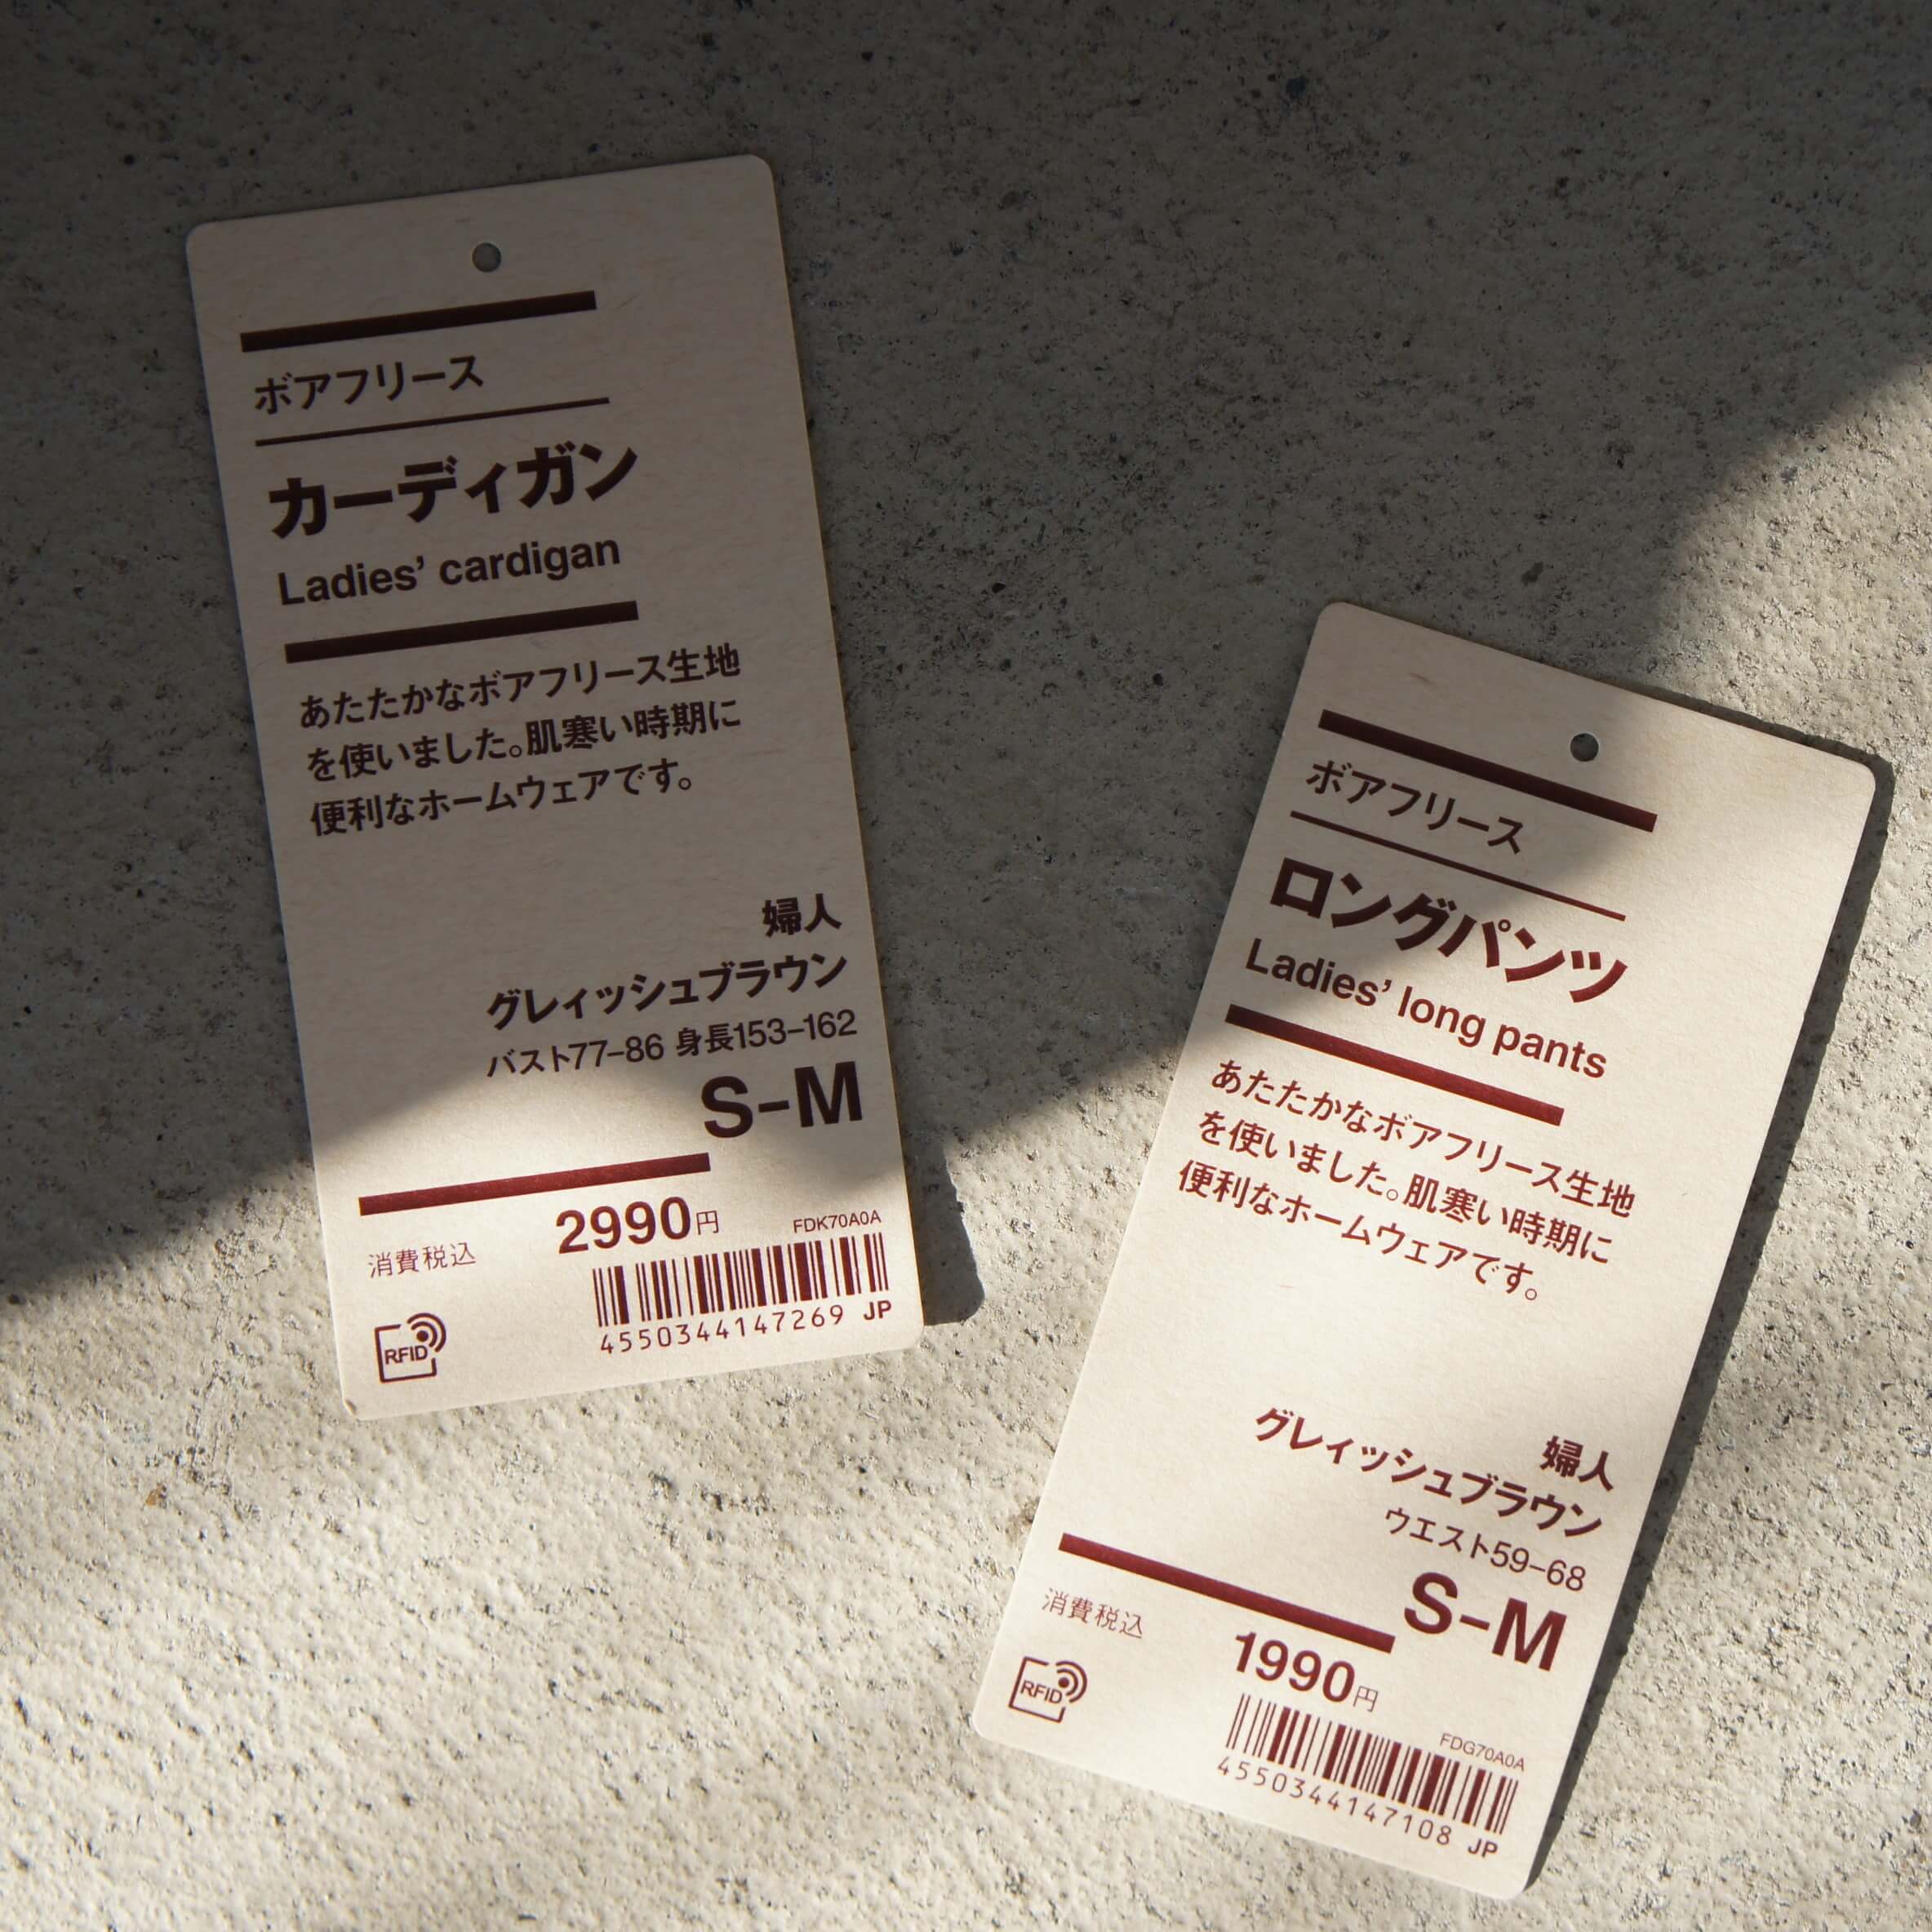 ボアフリース
カーディガン
Ladies’ cardigan
あたたかなボアフリース生地
を使いました。肌寒い時期に
便利なホームウェアです。
婦人
グレィッシュブラウン
バスト77-86 身長153-162
S-M
2990円
FDK70A0A
消費税込
4550344147269 JP
RFID
ボアフリース
ロングパンツ
Ladies’ long pants
あたたかなボアフリース生地
を使いました。肌寒い時期に
便利なホームウェアです。
婦人
グレィッシュブラウン
ウエスト59-68
S-M
消費税込
1990円
FDG70A0A
4550344147108 JP
RFID